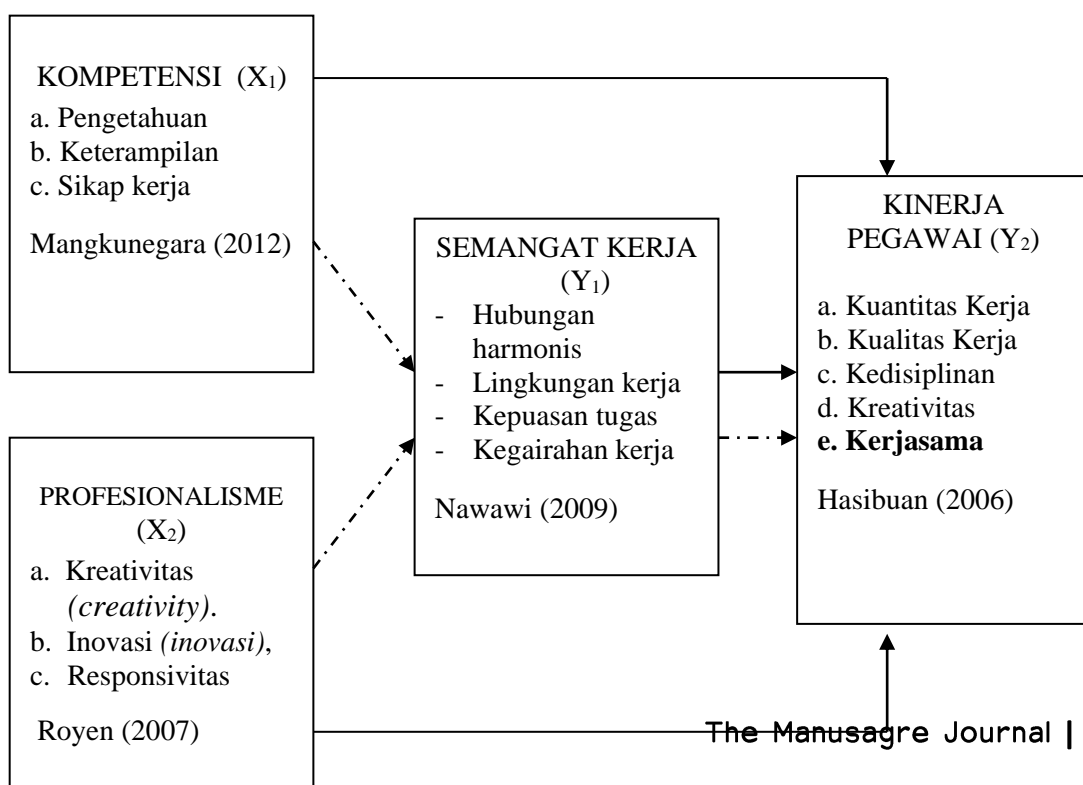 KOMPETENSI (X₁)
a. Pengetahuan
b. Keterampilan
c. Sikap kerja
Mangkunegara (2012)
PROFESIONALISME
(X₂)
a. Kreativitas
(creativity).
b. Inovasi (inovasi),
c. Responsivitas
Royen (2007)
SEMANGAT KERJA
(Y₁)
- Hubungan
harmonis
- Lingkungan kerja
- Kepuasan tugas
- Kegairahan kerja
Nawawi (2009)
KINERJA
PEGAWAI (Y₂)
a. Kuantitas Kerja
b. Kualitas Kerja
c. Kedisiplinan
d. Kreativitas
e. Kerjasama
Hasibuan (2006)
The Manusagre Journal |